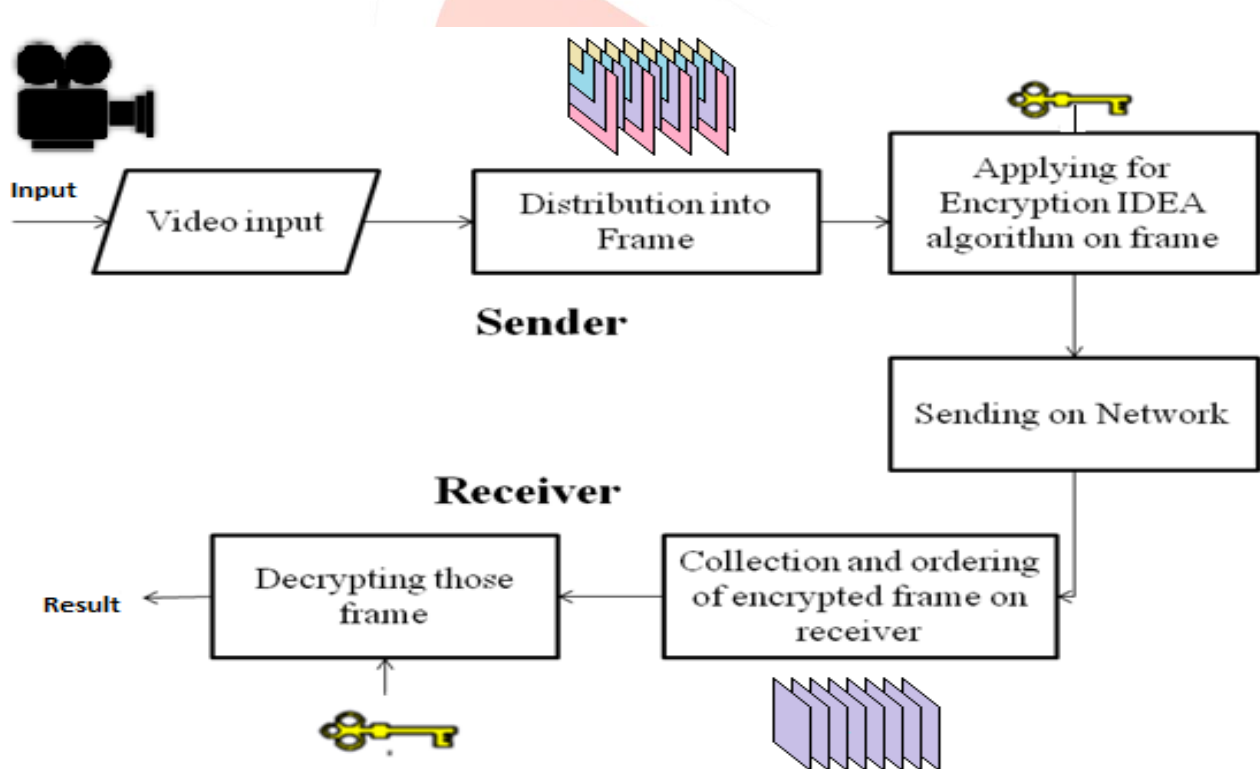 Input
Video input
Distribution into
Frame
Applying for
Encryption IDEA
algorithm on frame
Sender
Sending on Network
Receiver
Collection and ordering
of encrypted frame on
receiver
Decrypting those
frame
Result